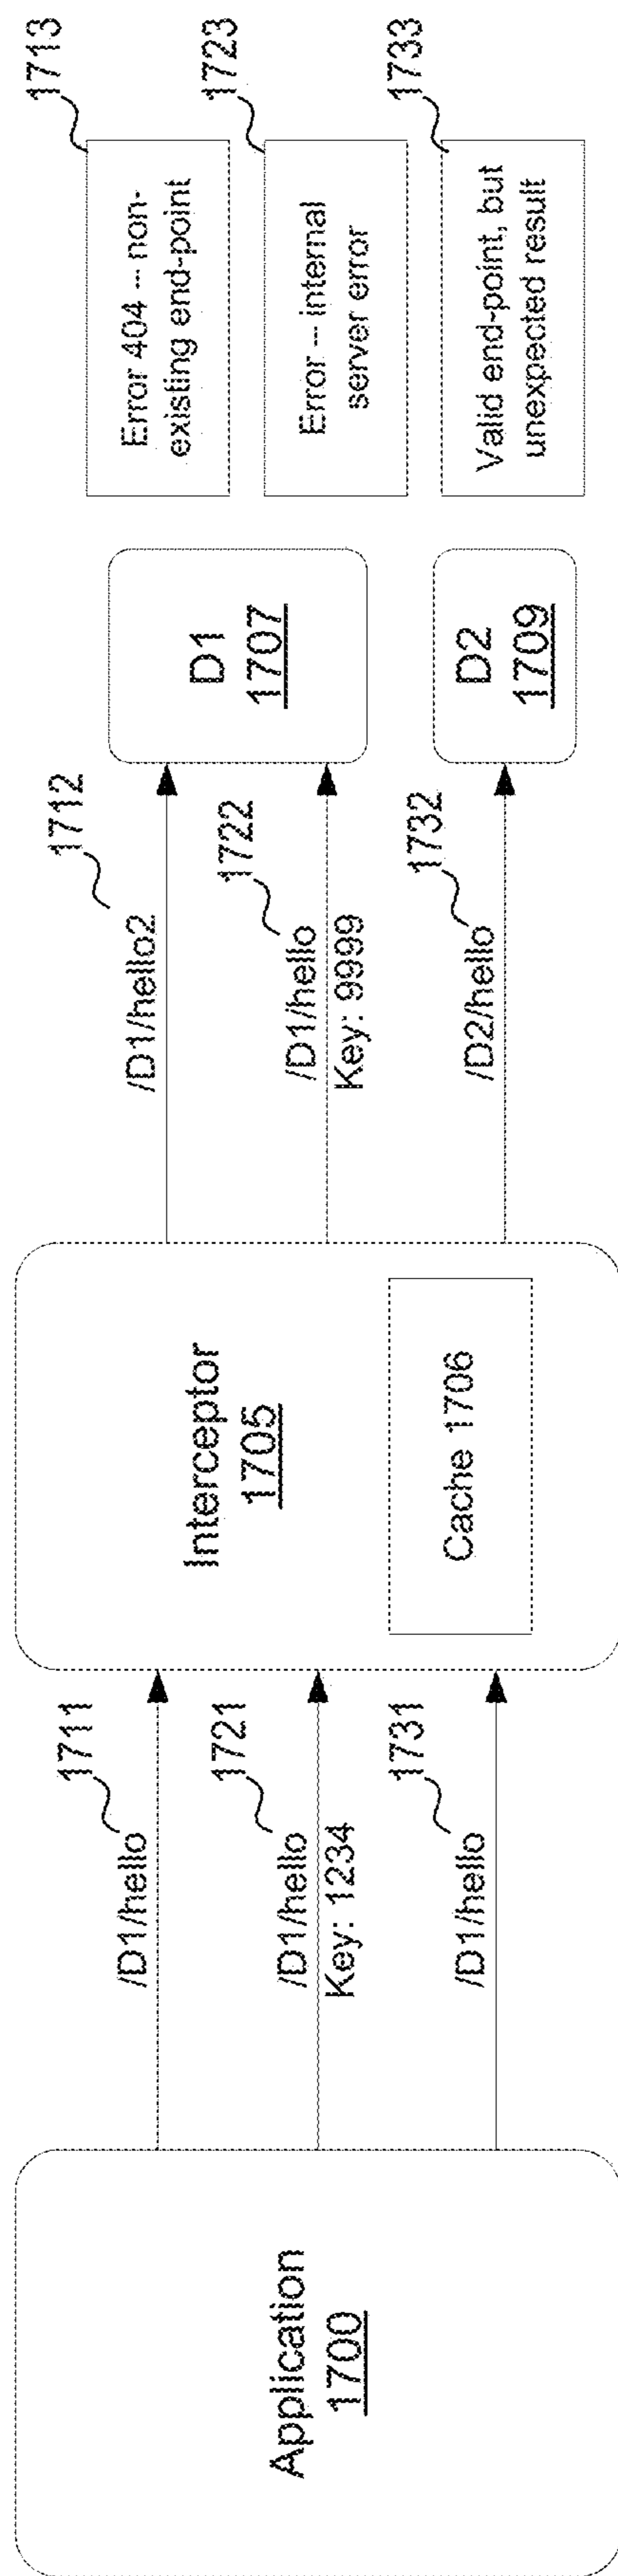 Application
1700
/D1/hello
1711
/D1/hello
Key: 1234
1721
/D1/hello
1731
Interceptor
1705
Cache 1706
/D1/hello2
1712
/D1/hello
Key: 9999
1722
/D2/hello
1732
D1
1707
D2
1709
Error 404 -- non-
existing end-point
1713
Error -- internal
server error
1723
Valid end-point, but
unexpected result
1733